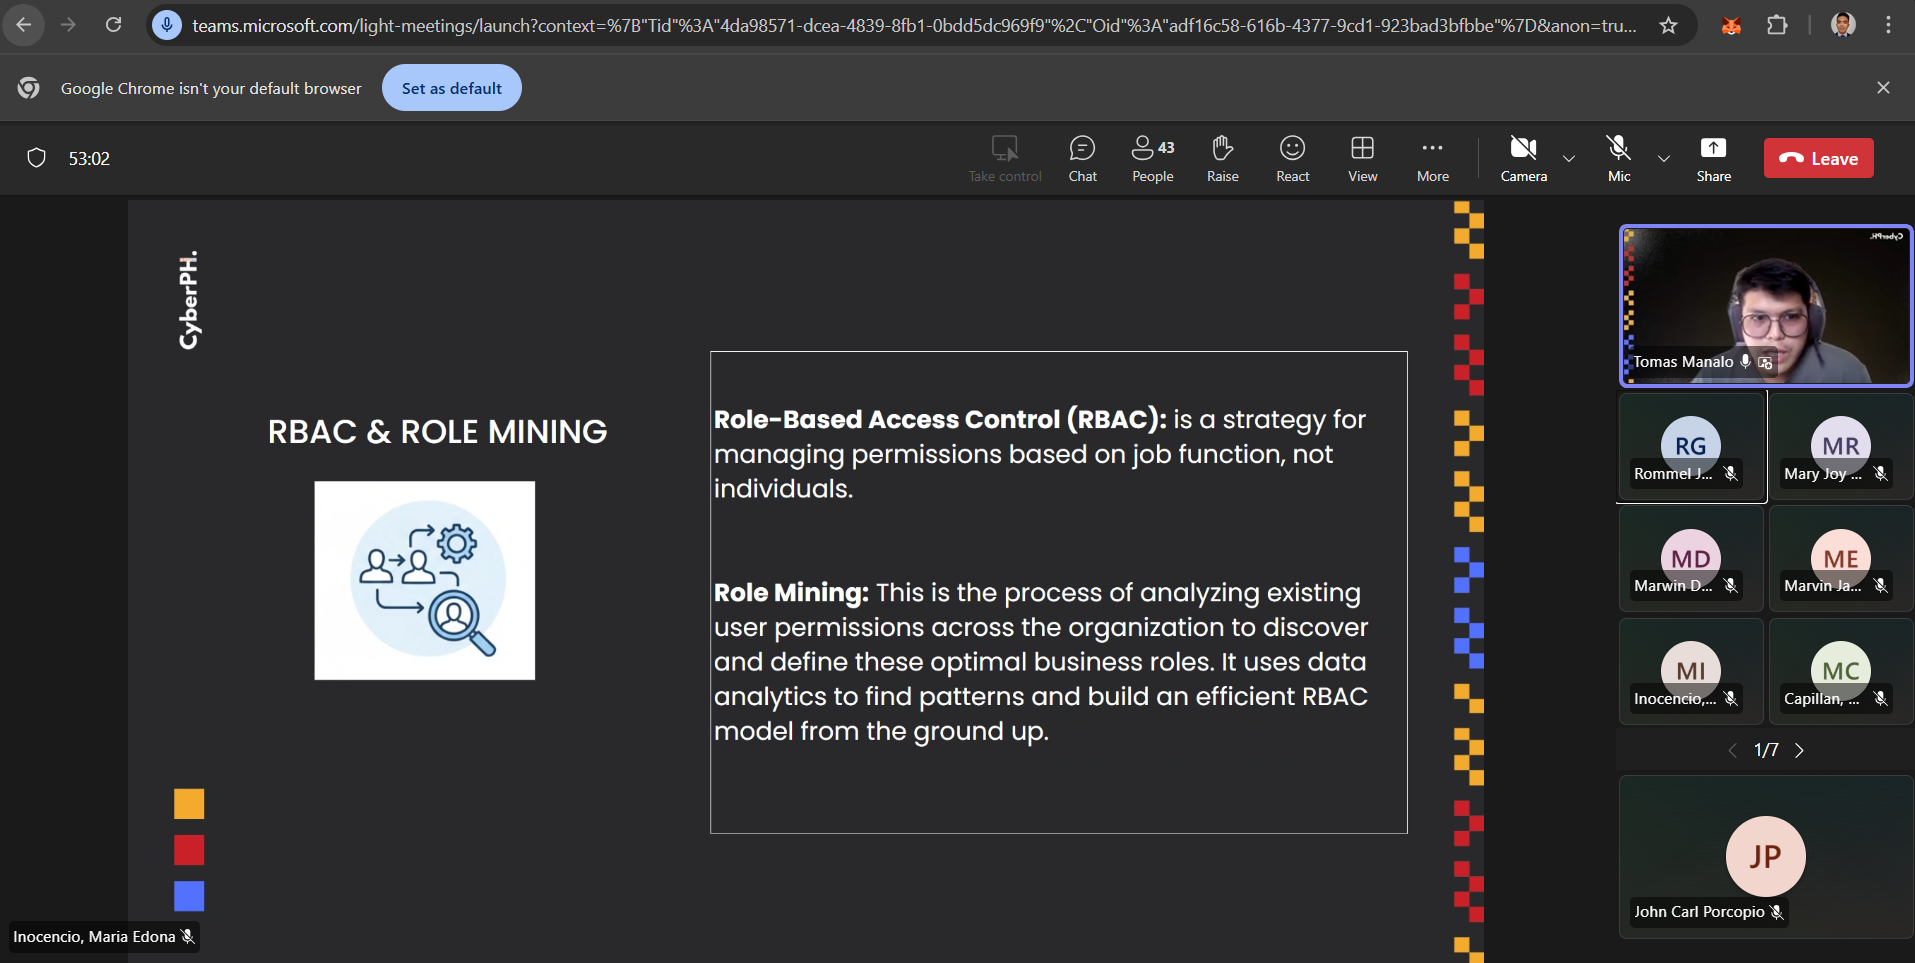 teams.microsoft.com/light-meetings/launch?context=%7B"Tid"%3A"4da98571-dcea-4839-8fb1-0bdd5dc969f9"%2C"Oid"%3A"adf16c58-616b-4377-9cd1-923bad3bfbbe"%7D&anon=tru...
Google Chrome isn't your default browser
Set as default
53:02
Take control
Chat
43
People
Raise
React
View
More
Camera
Mic
Share
Leave
CyberPH.
RBAC & ROLE MINING
Role-Based Access Control (RBAC): is a strategy for
managing permissions based on job function, not
individuals.
Role Mining: This is the process of analyzing existing
user permissions across the organization to discover
and define these optimal business roles. It uses data
analytics to find patterns and build an efficient RBAC
model from the ground up.
Inocencio, Maria Edona
CyberPH.
Tomas Manalo
RG
Rommel J...
MR
Mary Joy ...
MD
Marwin D...
ME
Marvin Ja...
MI
Inocencio,...
MC
Capillan, ...
1/7
JP
John Carl Porcopio